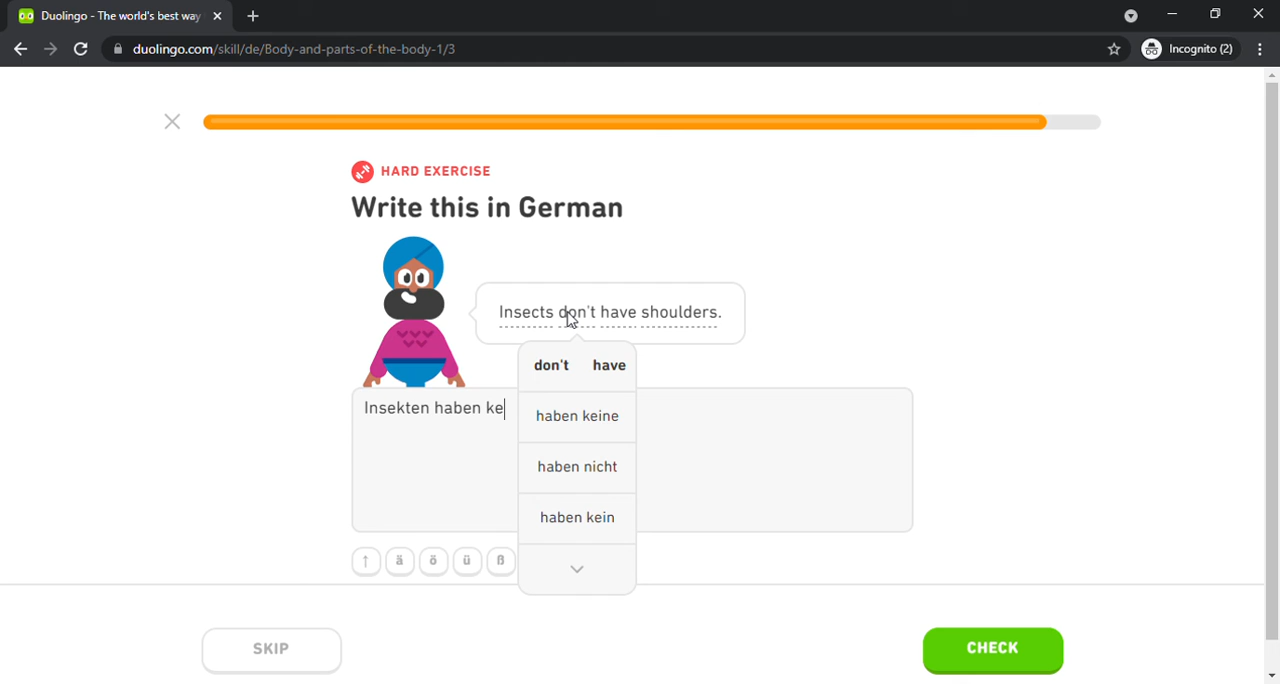 Duolingo - The world's best way
duolingo.com/skill/de/Body-and-parts-of-the-body-1/3
Incognito (2)
HARD EXERCISE
Write this in German
Insects don't have shoulders.
don't have
haben keine
haben nicht
haben kein
Insekten haben ke
↑ ä ö ü ß
SKIP
CHECK